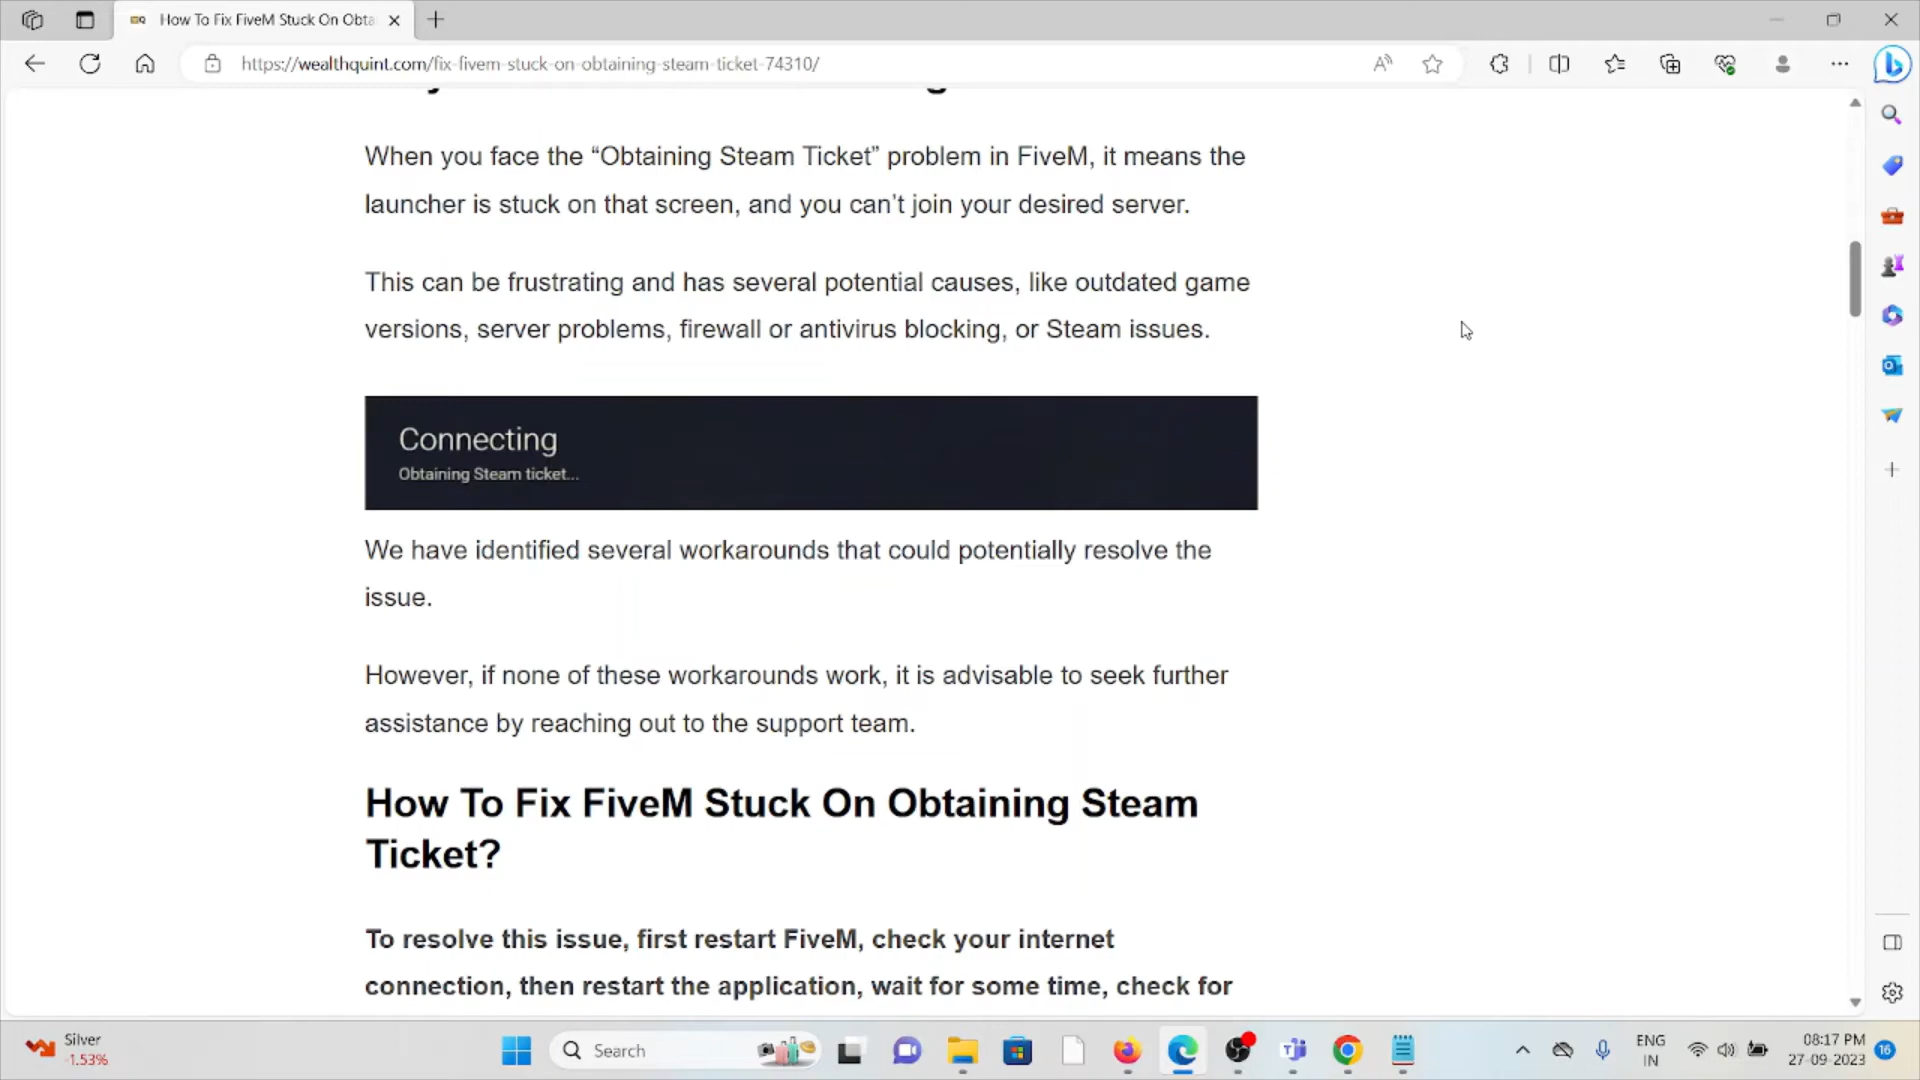 How To Fix FiveM Stuck On Obta
https://wealthquint.com/fix-fivem-stuck-on-obtaining-steam-ticket-74310/
When you face the “Obtaining Steam Ticket” problem in FiveM, it means the
launcher is stuck on that screen, and you can’t join your desired server.
This can be frustrating and has several potential causes, like outdated game
versions, server problems, firewall or antivirus blocking, or Steam issues.
Connecting
Obtaining Steam ticket...
We have identified several workarounds that could potentially resolve the
issue.
However, if none of these workarounds work, it is advisable to seek further
assistance by reaching out to the support team.
How To Fix FiveM Stuck On Obtaining Steam
Ticket?
To resolve this issue, first restart FiveM, check your internet
connection, then restart the application, wait for some time, check for
Silver
-1.53%
Search
ENG
IN
08:17 PM
27-09-2023
16